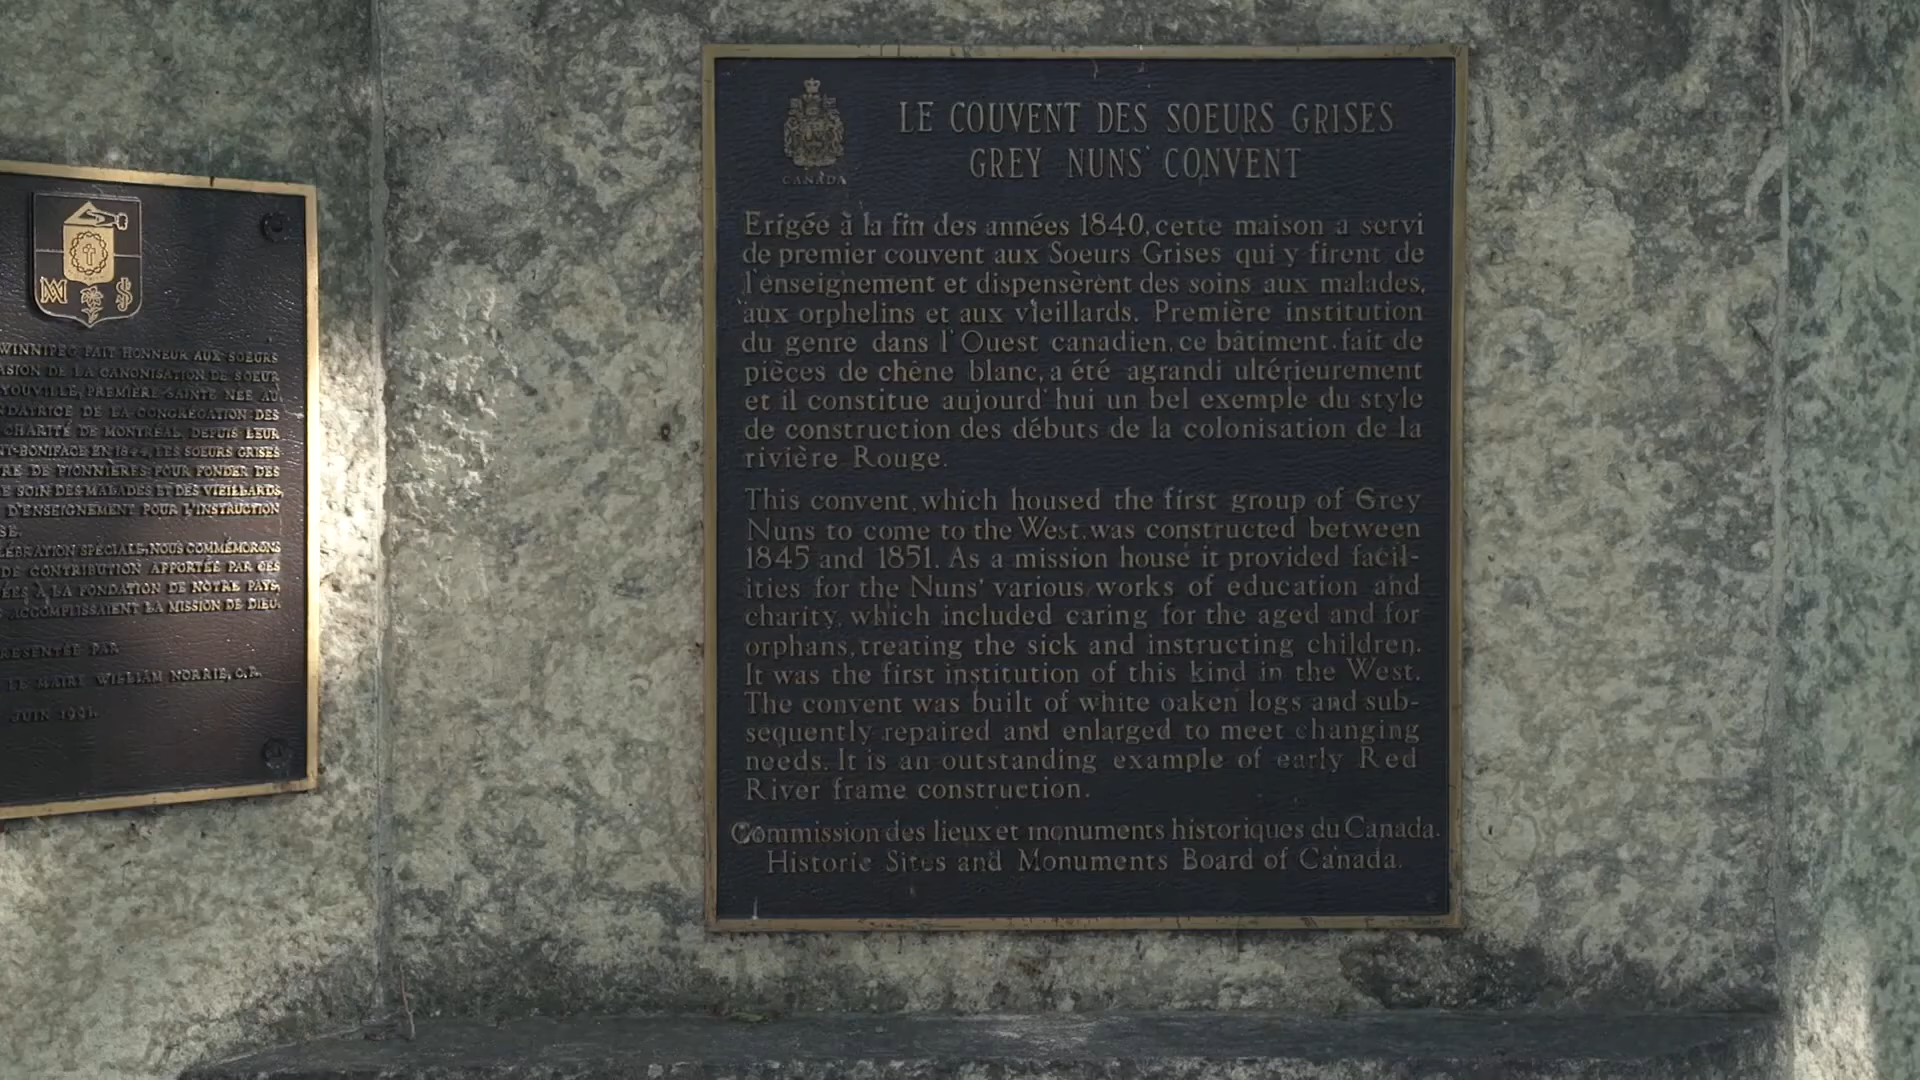 WINNIPEG FAIT HONNEUR AUX SOEURS
ASION DE LA CANONISATION DE SOEUR
YOUVILLE, PREMIÈRE SAINTE NÉE AU
NDATRICE DE LA CONGRÉGATION DES
CHARITÉ DE MONTRÉAL. DEPUIS LEUR
NT-BONIFACE EN 1844, LES SOEURS GRISES
RE DE PIONNIÈRES POUR FONDER DES
E SOIN DES MALADES ET DES VIEILLARDS,
D'ENSEIGNEMENT POUR L'INSTRUCTION
SE.
LÉBRATION SPÉCIALE, NOUS COMMÉMORONS
DE CONTRIBUTION APPORTÉE PAR CES
ÉES À LA FONDATION DE NOTRE PAYS,
ACCOMPLISSAIENT LA MISSION DE DIEU.
RÉSENTÉE PAR
LE MAIRE WILLIAM NORRIE, C.R.
JUIN 1991.
CANADA
LE COUVENT DES SOEURS GRISES
GREY NUNS' CONVENT
Erigée à la fin des années 1840, cette maison a servi
de premier couvent aux Soeurs Grises qui y firent de
l'enseignement et dispensèrent des soins aux malades,
aux orphelins et aux vieillards. Première institution
du genre dans l'Ouest canadien, ce bâtiment fait de
pièces de chêne blanc, a été agrandi ultérieurement
et il constitue aujourd'hui un bel exemple du style
de construction des débuts de la colonisation de la
rivière Rouge.
This convent, which housed the first group of Grey
Nuns to come to the West, was constructed between
1845 and 1851. As a mission house it provided facil-
ities for the Nuns' various works of education and
charity, which included caring for the aged and for
orphans, treating the sick and instructing children.
It was the first institution of this kind in the West.
The convent was built of white oaken logs and sub-
sequently repaired and enlarged to meet changing
needs. It is an outstanding example of early Red
River frame construction.
Commission des lieux et monuments historiques du Canada.
Historic Sites and Monuments Board of Canada.